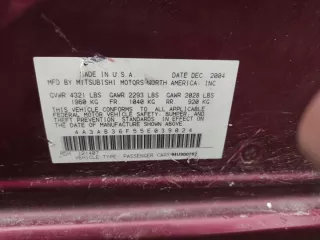 MADE IN U.S.A. DATE DEC. 2004
MFD BY MITSUBISHI MOTORS NORTH AMERICA. INC
GVWR 4321 LBS GAWR 2293 LBS GAWR 2028 LBS
1960 KG FR 1040 KG RR 920 KG
THIS VEHICLE CONFORMS TO ALL APPLICABLE
FEDERAL MOTOR VEHICLE SAFETY, BUMPER, AND
THEFT PREVENTION STANDARDS IN EFFECT ON THE
DATE OF MANUFACTURE SHOWN ABOVE.
VEHICLE-TYPE: PASSENGER CAR